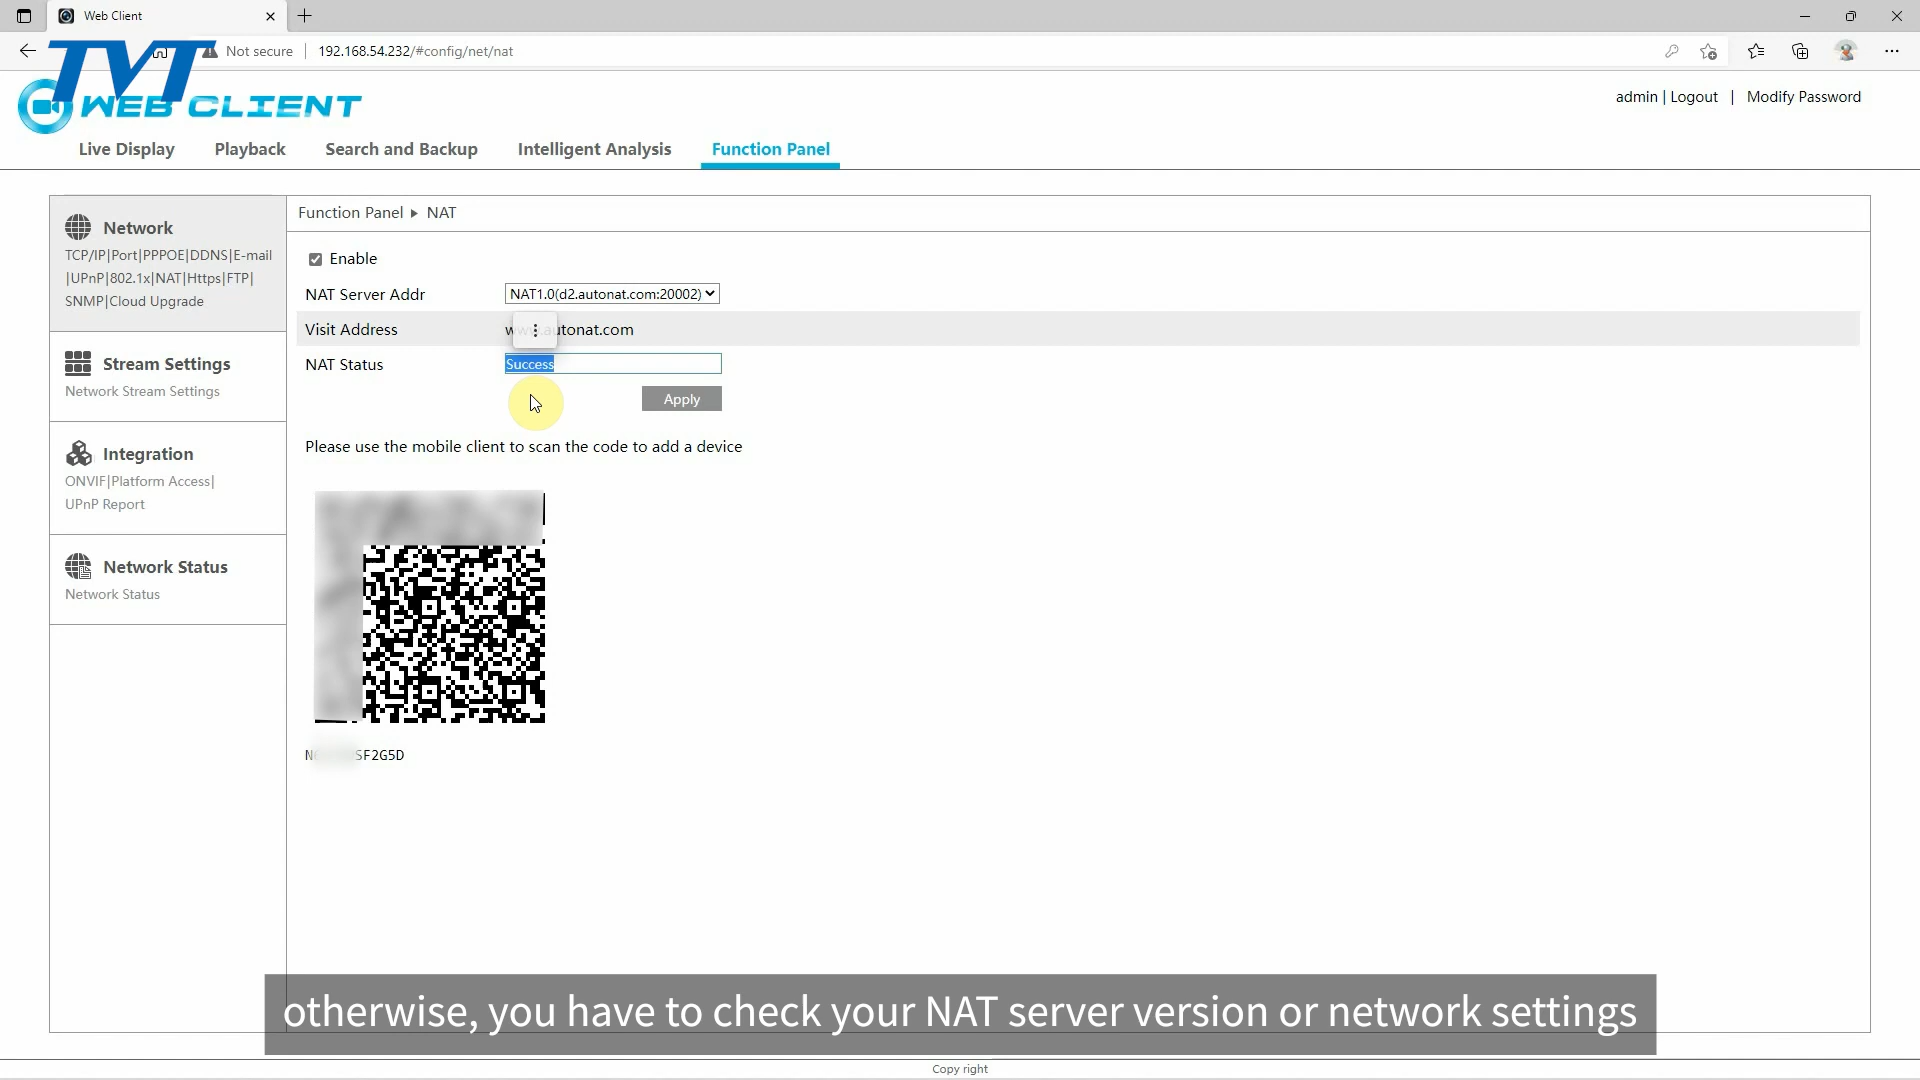 Web Client
Not secure
192.168.54.232/#config/net/nat
TVT
WEB CLIENT
admin | Logout | Modify Password
Live Display
Playback
Search and Backup
Intelligent Analysis
Function Panel
Network
TCP/IP|Port|PPPOE|DDNS|E-mail
|UPnP|802.1x|NAT|Https|FTP|
SNMP|Cloud Upgrade
Stream Settings
Network Stream Settings
Integration
ONVIF|Platform Access|
UPnP Report
Network Status
Network Status
Function Panel ▸ NAT
Enable
NAT Server Addr
NAT1.0(d2.autonat.com:20002)
Visit Address
utonat.com
NAT Status
Success
Apply
Please use the mobile client to scan the code to add a device
SF2G5D
otherwise, you have to check your NAT server version or network settings
Copy right